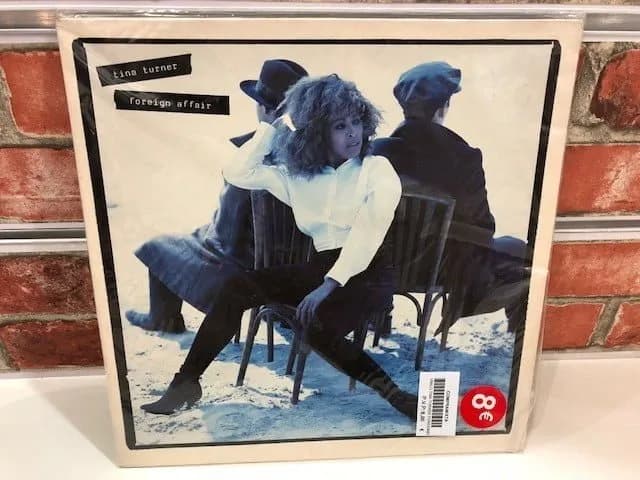 tina turner
foreign affair
8€